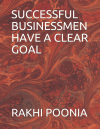 SUCCESSFUL
BUSINESSMEN
HAVE A CLEAR
GOAL
RAKHI POONIA